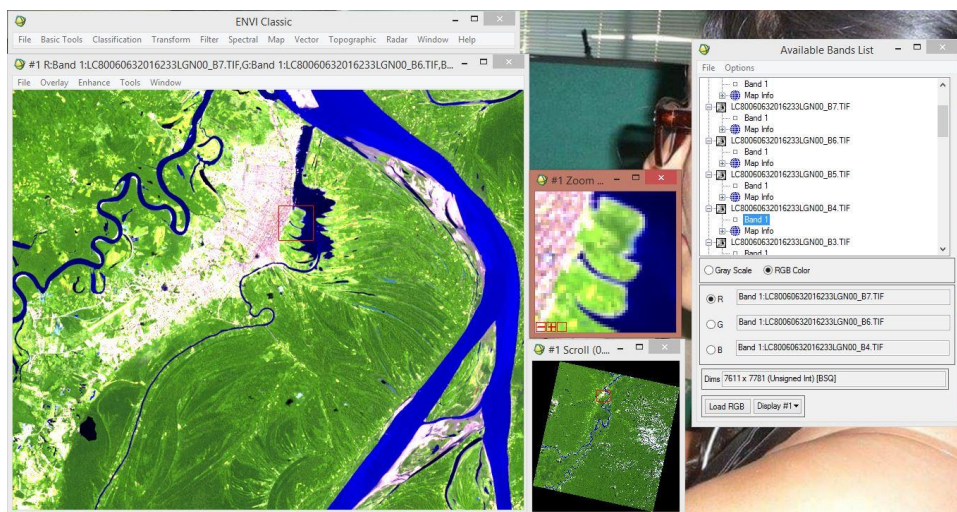 ENVI Classic
File Basic Tools Classification Transform Filter Spectral Map Vector Topographic Radar Window Help
#1 R:Band 1:LC80060632016233LGN00_B7.TIF,G:Band 1:LC80060632016233LGN00_B6.TIF,B...
File Overlay Enhance Tools Window
#1 Zoom ...
#1 Scroll (0....
Available Bands List
File Options
Band 1
Map Info
LC80060632016233LGN00_B7.TIF
Band 1
Map Info
LC80060632016233LGN00_B6.TIF
Band 1
Map Info
LC80060632016233LGN00_B5.TIF
Band 1
Map Info
LC80060632016233LGN00_B4.TIF
Band 1
Map Info
LC80060632016233LGN00_B3.TIF
Band 1
Gray Scale RGB Color
R Band 1:LC80060632016233LGN00_B7.TIF
G Band 1:LC80060632016233LGN00_B6.TIF
B Band 1:LC80060632016233LGN00_B4.TIF
Dims 7611 x 7781 (Unsigned Int) [BSQ]
Load RGB Display #1